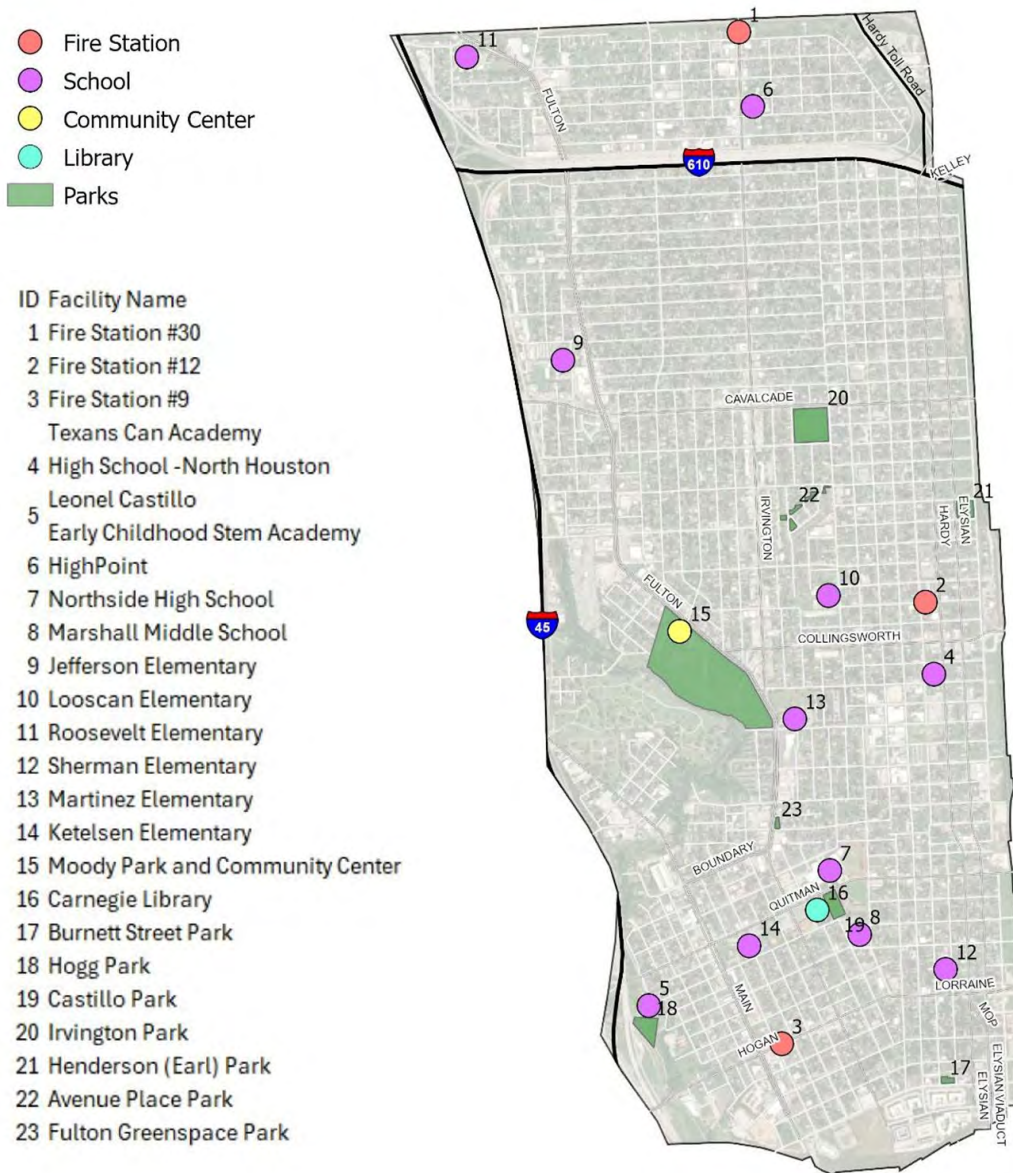 Fire Station
School
Community Center
Library
Parks
ID Facility Name
1 Fire Station #30
2 Fire Station #12
3 Fire Station #9
Texans Can Academy
4 High School -North Houston
Leonel Castillo
5
Early Childhood Stem Academy
6 HighPoint
7 Northside High School
8 Marshall Middle School
9 Jefferson Elementary
10 Looscan Elementary
11 Roosevelt Elementary
12 Sherman Elementary
13 Martinez Elementary
14 Ketelsen Elementary
15 Moody Park and Community Center
16 Carnegie Library
17 Burnett Street Park
18 Hogg Park
19 Castillo Park
20 Irvington Park
21 Henderson (Earl) Park
22 Avenue Place Park
23 Fulton Greenspace Park
1
Hardy Toll Road
11
FULTON
6
610
KELLEY
9
CAVALCADE
20
22
IRVINGTON
21
ELYSIAN
HARDY
10
2
FULTON
15
45
COLLINGSWORTH
4
13
23
BOUNDARY
7
QUITMAN
16
19
8
14
12
LORRAINE
5
18
MAIN
MOP
HOGAN
3
17
ELYSIAN
ELYSIAN VIADUCT